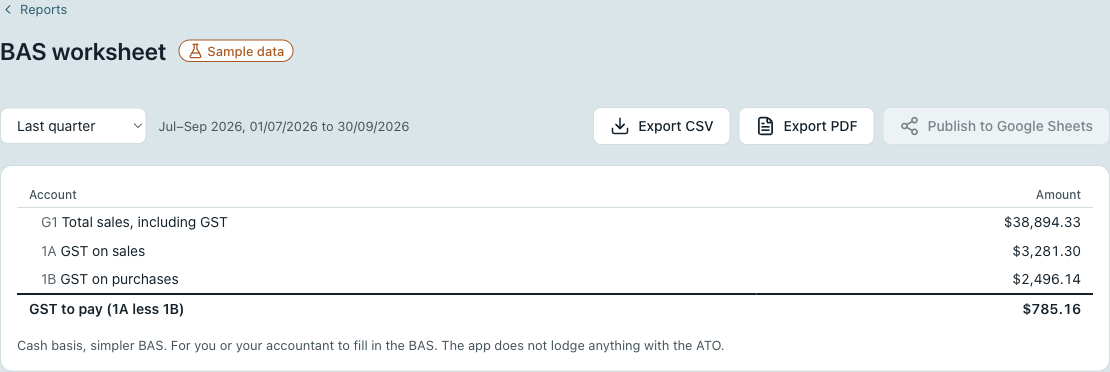 Reports
BAS worksheet Sample data
Last quarter Jul–Sep 2026, 01/07/2026 to 30/09/2026 Export CSV Export PDF Publish to Google Sheets
Account Amount
G1 Total sales, including GST $38,894.33
1A GST on sales $3,281.30
1B GST on purchases $2,496.14
GST to pay (1A less 1B) $785.16
Cash basis, simpler BAS. For you or your accountant to fill in the BAS. The app does not lodge anything with the ATO.